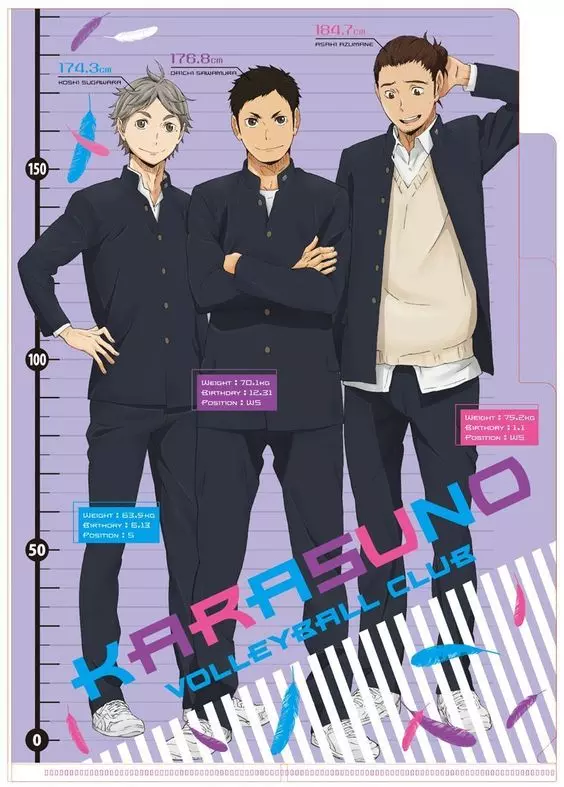 184.7cm
ASAHI AZUMANE
176.8cm
DAICHI SAWAMURA
174.3cm
KOSHI SUGAWARA
150
100
Weight : 70.1kg
Birthday : 12.31
Position : WS
Weight : 75.2kg
Birthday : 1.1
Position : WS
Weight : 63.5kg
Birthday : 6.13
Position : S
50
KARASUNO
VOLLEYBALL CLUB
0